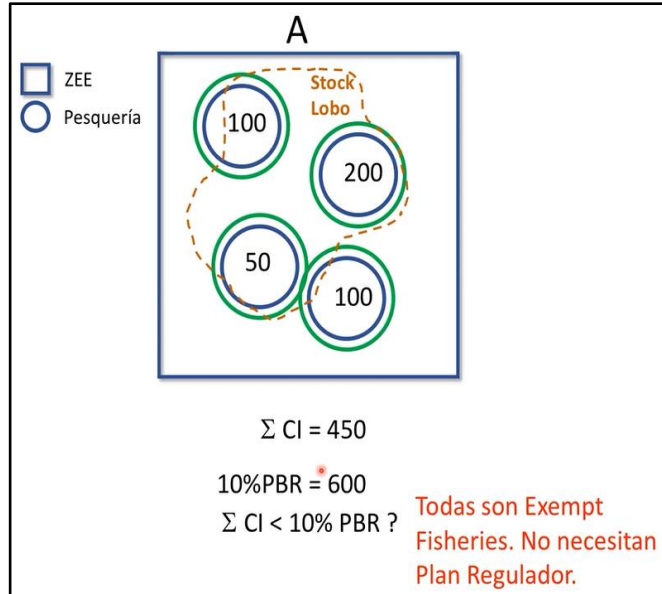 A
ZEE
Pesquería
Stock
Lobo
100
200
50
100
Σ CI = 450
10%PBR = 600
Σ CI < 10% PBR ?
Todas son Exempt
Fisheries. No necesitan
Plan Regulador.